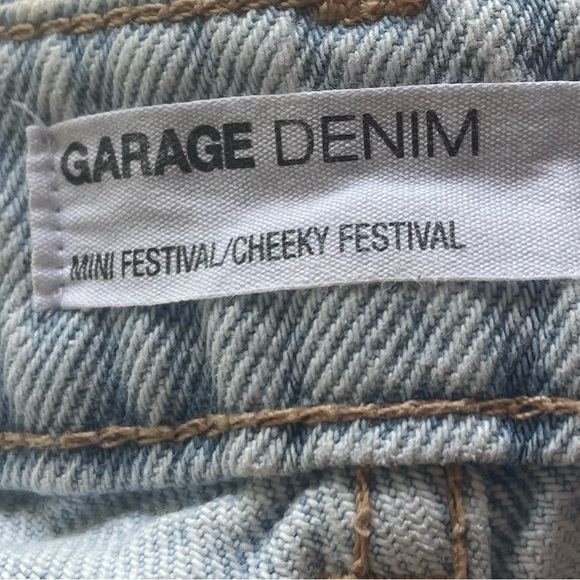 GARAGE DENIM
MINI FESTIVAL/CHEEKY FESTIVAL